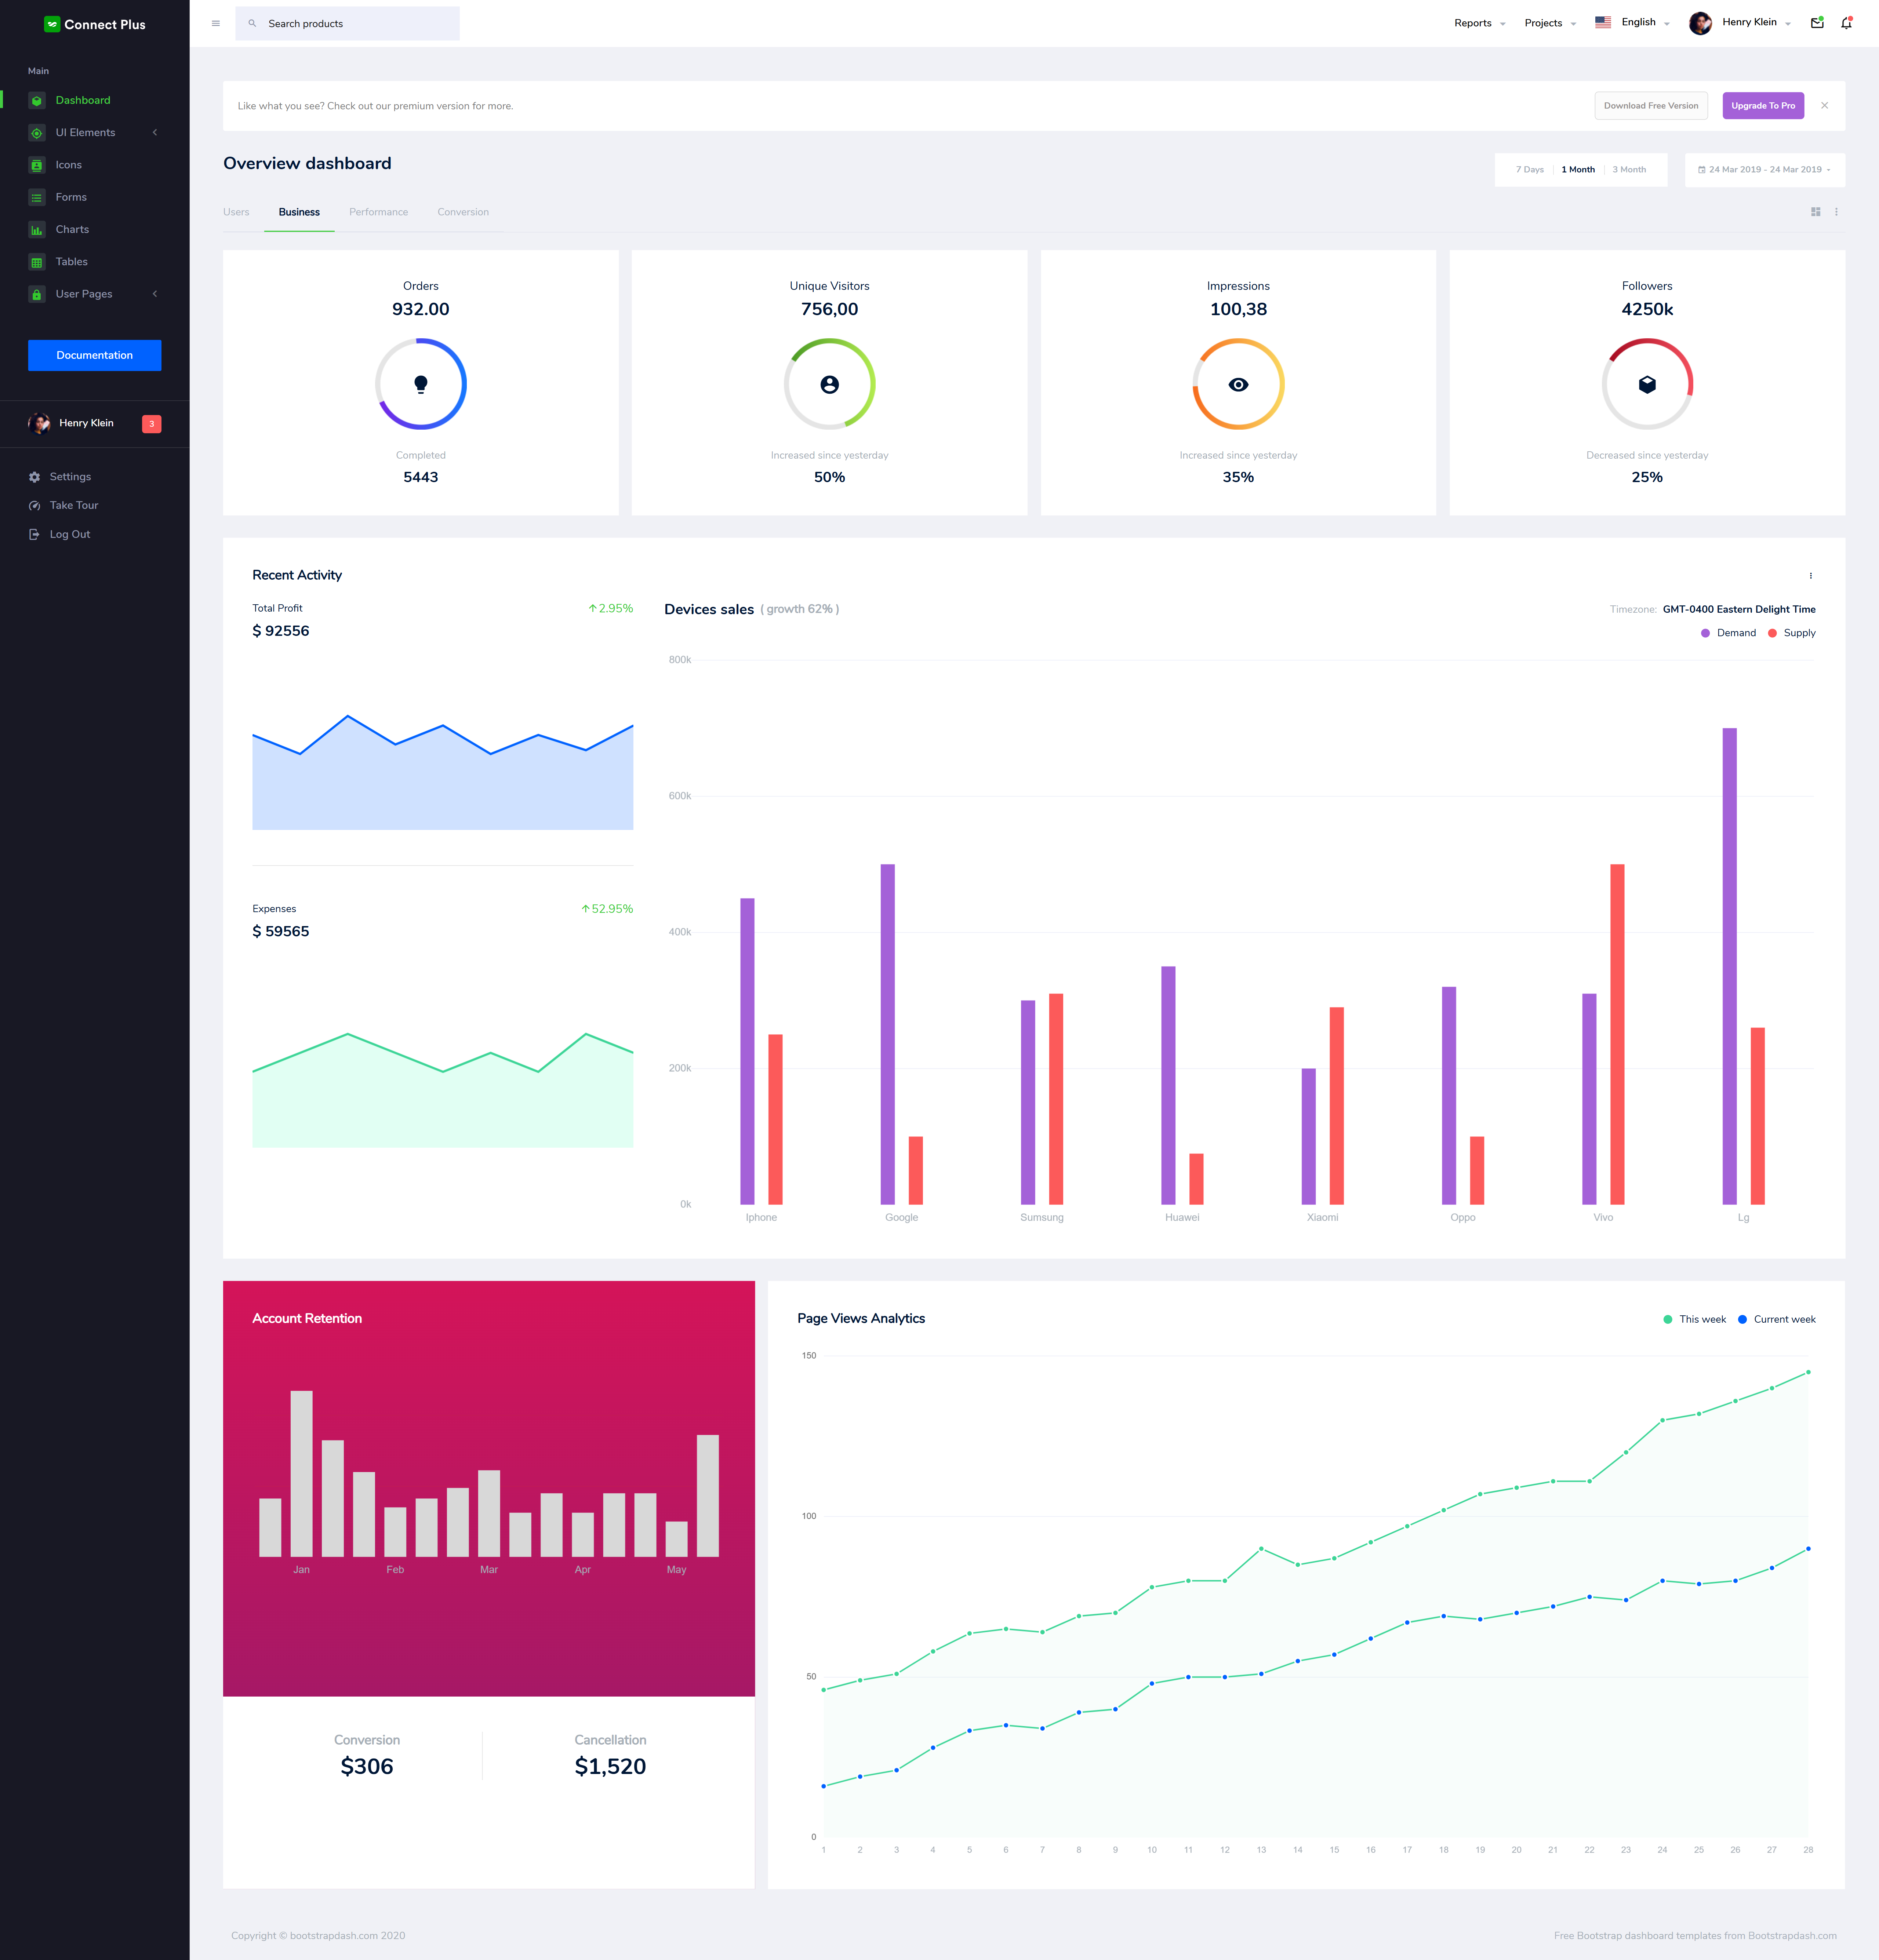 Connect Plus
Main
Dashboard
UI Elements
Icons
Forms
Charts
Tables
User Pages
Documentation
Henry Klein
3
Settings
Take Tour
Log Out
Search products
Reports
Projects
English
Henry Klein
Like what you see? Check out our premium version for more.
Download Free Version
Upgrade To Pro
Overview dashboard
7 Days
1 Month
3 Month
24 Mar 2019 - 24 Mar 2019
Users
Business
Performance
Conversion
Orders
932.00
Completed
5443
Unique Visitors
756,00
Increased since yesterday
50%
Impressions
100,38
Increased since yesterday
35%
Followers
4250k
Decreased since yesterday
25%
Recent Activity
Total Profit
2.95%
$ 92556
Expenses
52.95%
$ 59565
Devices sales ( growth 62% )
Timezone: GMT-0400 Eastern Delight Time
Demand
Supply
800k
600k
400k
200k
0k
Iphone
Google
Sumsung
Huawei
Xiaomi
Oppo
Vivo
Lg
Account Retention
Jan
Feb
Mar
Apr
May
Conversion
$306
Cancellation
$1,520
Page Views Analytics
This week
Current week
150
100
50
0
1 2 3 4 5 6 7 8 9 10 11 12 13 14 15 16 17 18 19 20 21 22 23 24 25 26 27 28
Copyright © bootstrapdash.com 2020
Free Bootstrap dashboard templates from Bootstrapdash.com